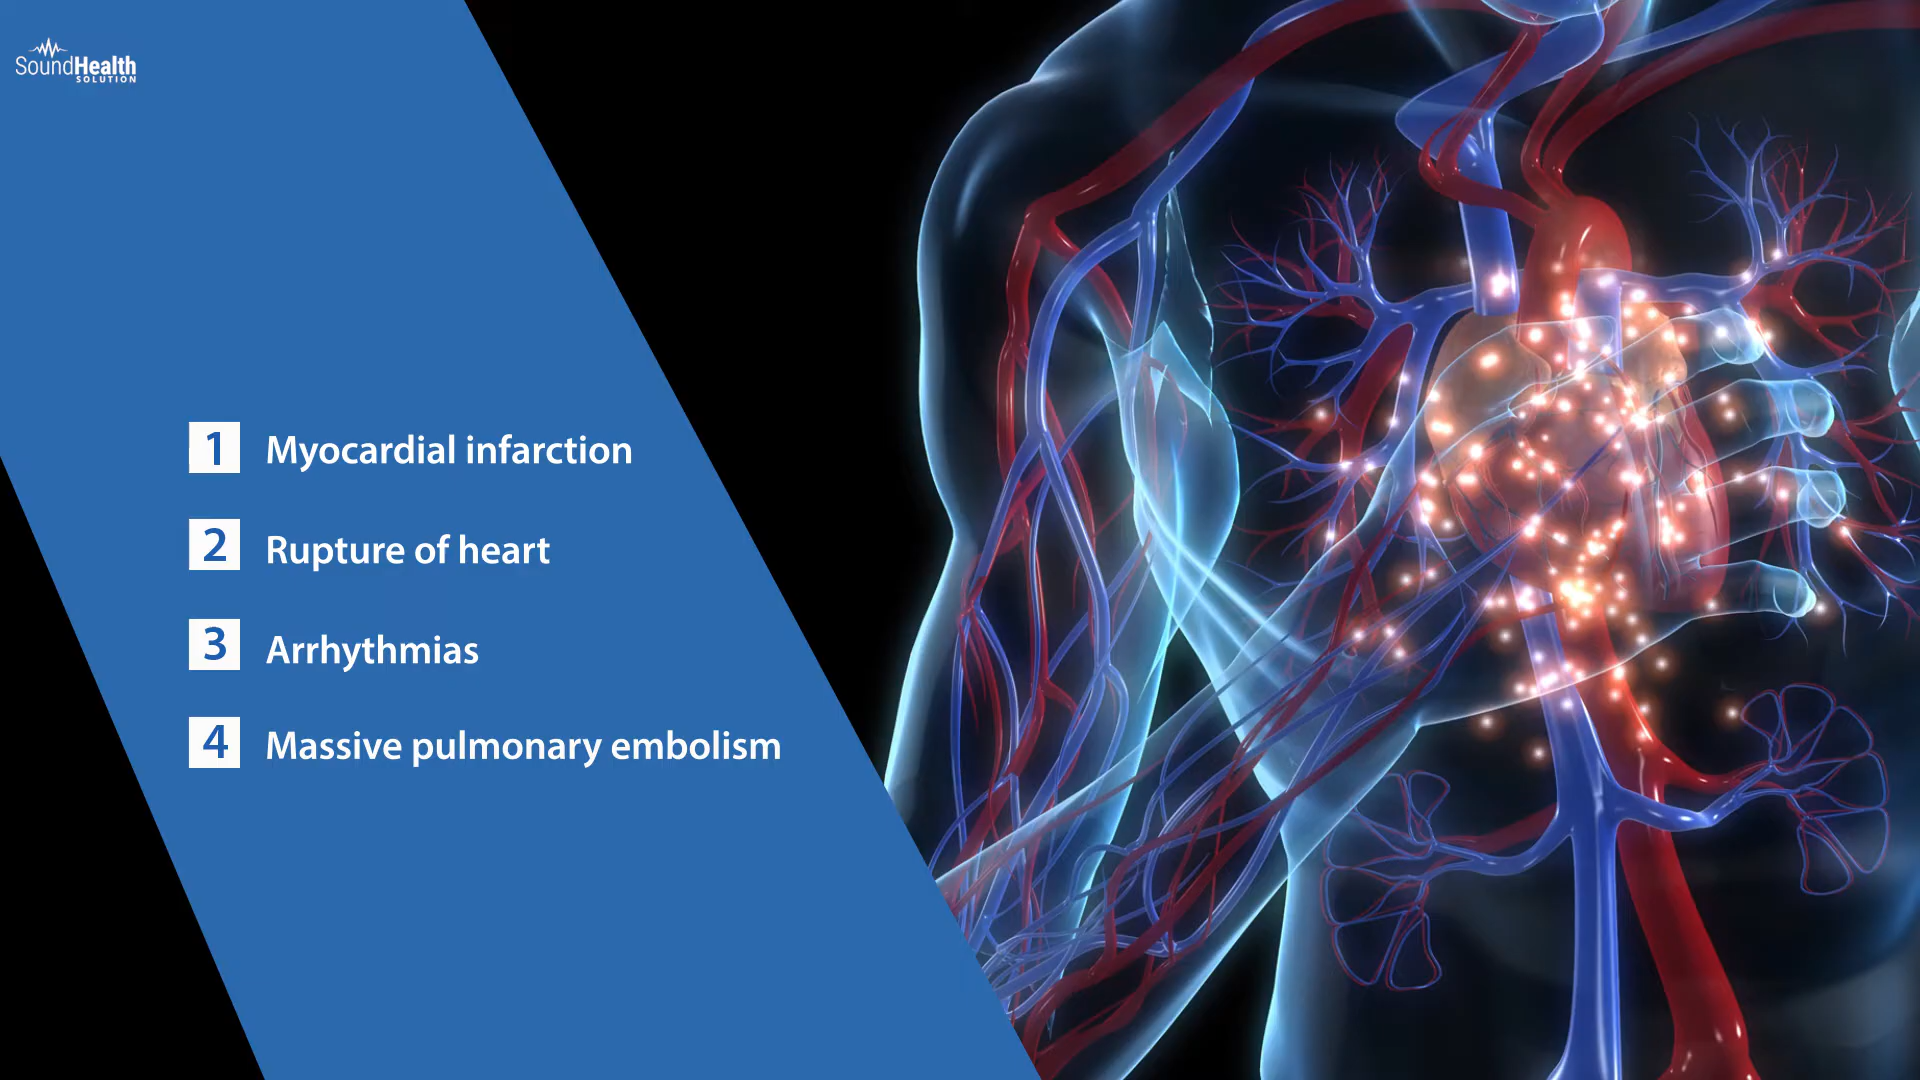 SoundHealth
SOLUTION
1 Myocardial infarction
2 Rupture of heart
3 Arrhythmias
4 Massive pulmonary embolism